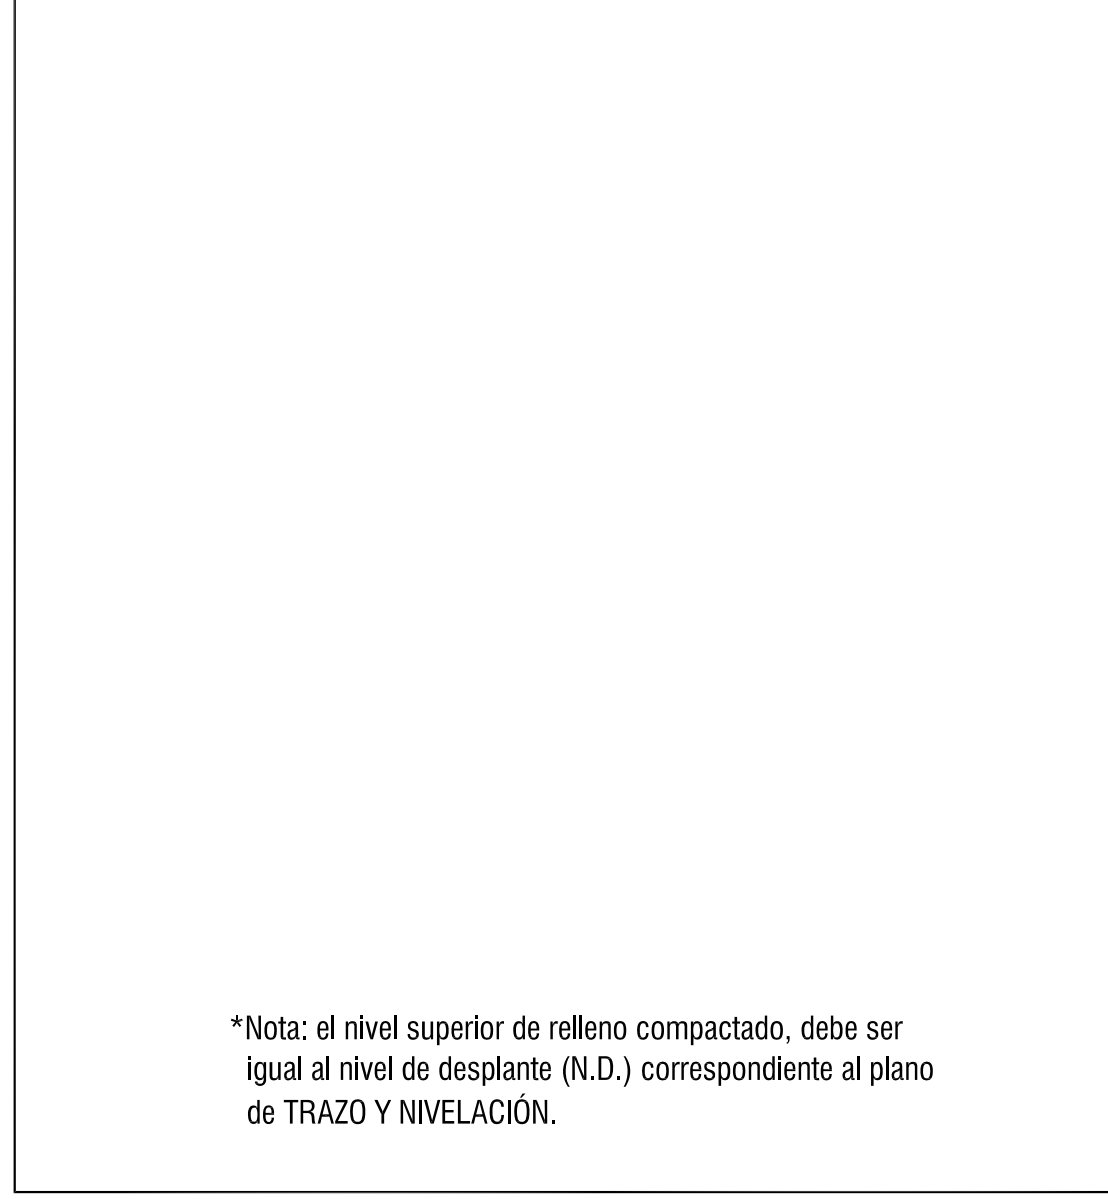 *Nota: el nivel superior de relleno compactado, debe ser
igual al nivel de desplante (N.D.) correspondiente al plano
de TRAZO Y NIVELACIÓN.